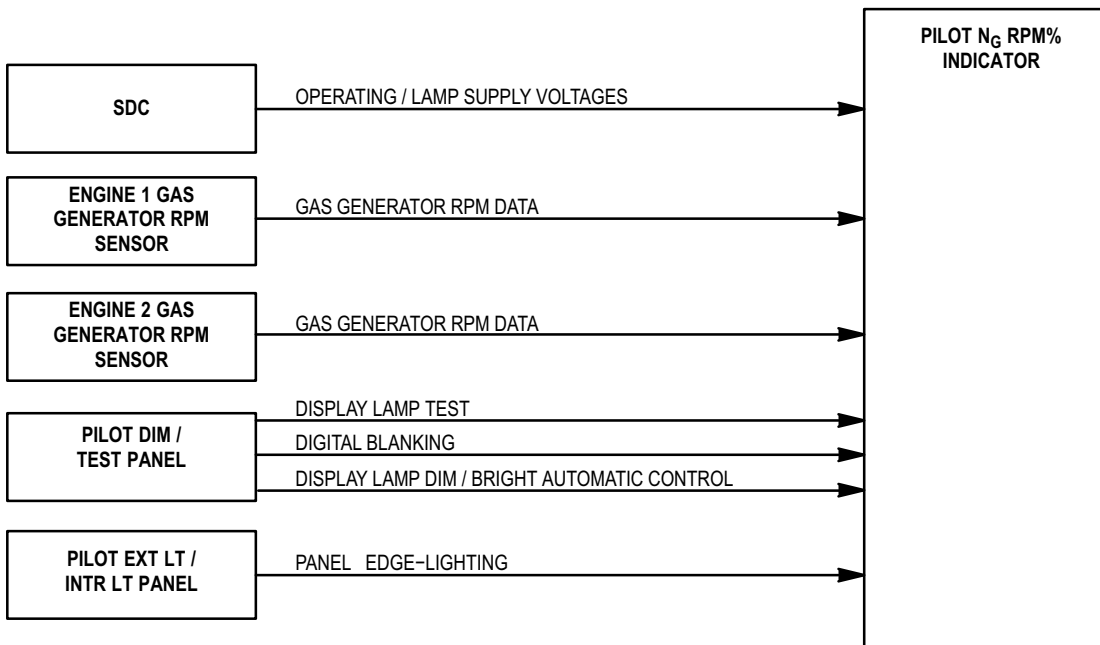 PILOT NG RPM%
INDICATOR
SDC
OPERATING / LAMP SUPPLY VOLTAGES
ENGINE 1 GAS
GENERATOR RPM
SENSOR
GAS GENERATOR RPM DATA
ENGINE 2 GAS
GENERATOR RPM
SENSOR
GAS GENERATOR RPM DATA
PILOT DIM /
TEST PANEL
DISPLAY LAMP TEST
DIGITAL BLANKING
DISPLAY LAMP DIM / BRIGHT AUTOMATIC CONTROL
PILOT EXT LT /
INTR LT PANEL
PANEL EDGE−LIGHTING